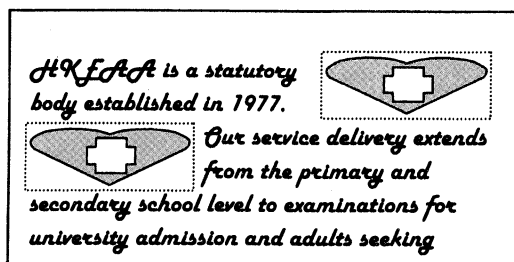 HKEAA is a statutory
body established in 1977.
Our service delivery extends
from the primary and
secondary school level to examinations for
university admission and adults seeking